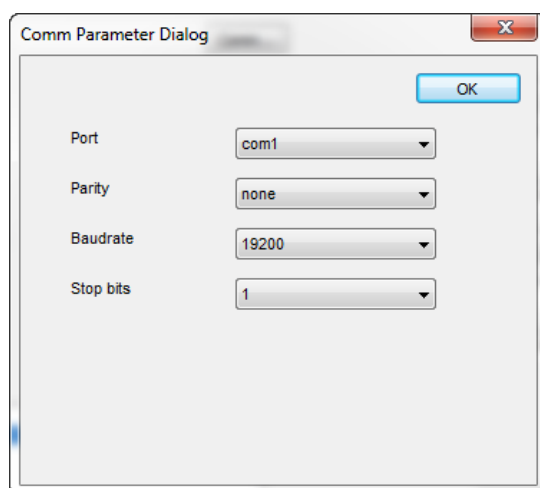 Comm Parameter Dialog
OK
Port
com1
Parity
none
Baudrate
19200
Stop bits
1